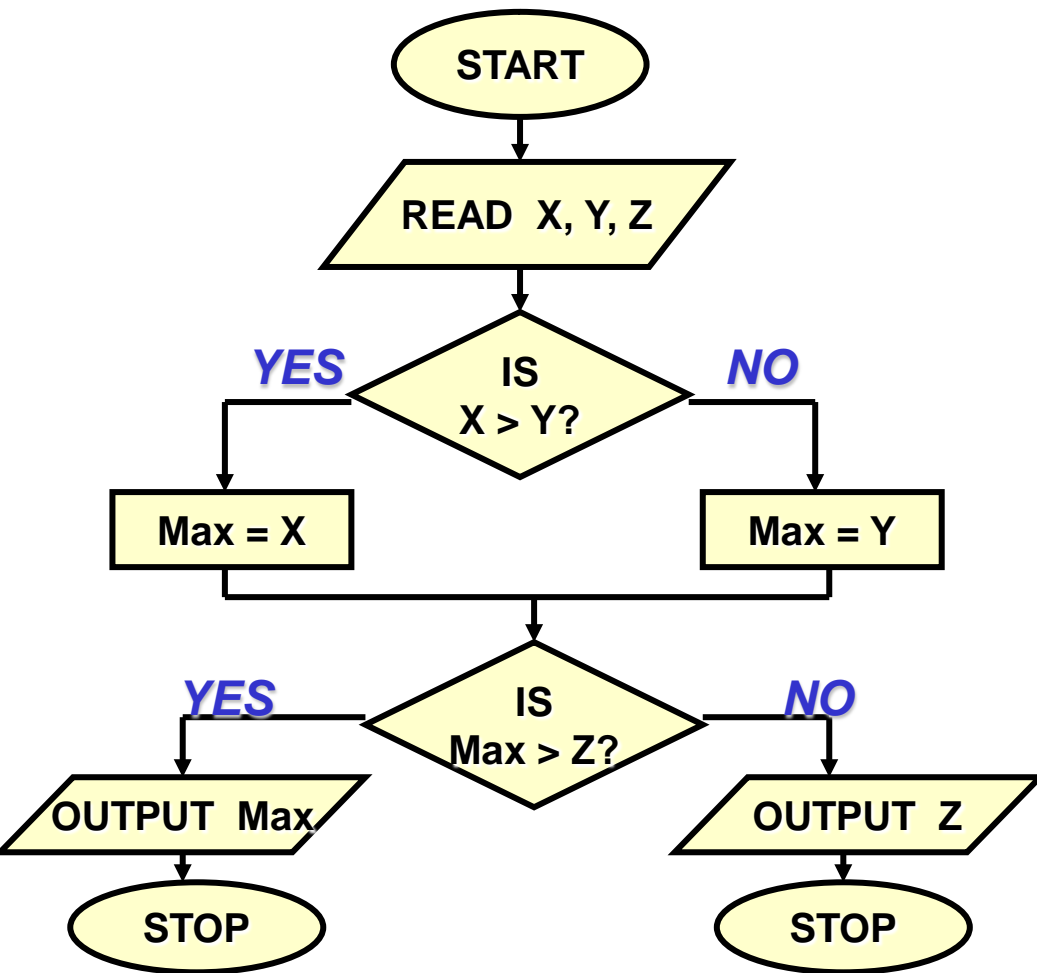 START
READ X, Y, Z
YES
IS
X > Y?
NO
Max = X
Max = Y
YES
IS
Max > Z?
NO
OUTPUT Max
OUTPUT Z
STOP
STOP